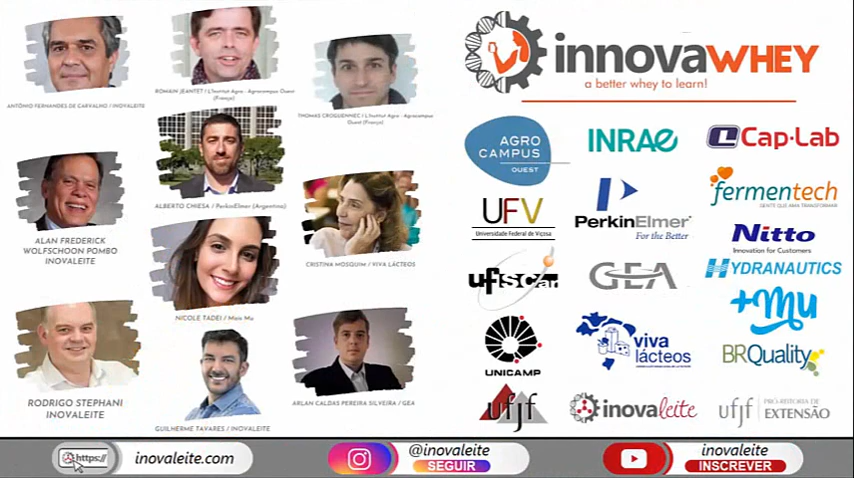 ANTÔNIO FERNANDES DE CARVALHO / INOVALEITE
ROMAIN JEANTET / L'Institut Agro - Agrocampus Ouest
(França)
THOMAS CROGUENNEC / L'Institut Agro - Agrocampus
Ouest (França)
ALBERTO CHIESA / PerkinElmer (Argentina)
ALAN FREDERICK
WOLFSCHOON POMBO
INOVALEITE
CRISTINA MOSQUIM / VIVA LÁCTEOS
NICOLE TADEI / Mais Mu
RODRIGO STEPHANI
INOVALEITE
ARLAN CALDAS PEREIRA SILVEIRA / GEA
GUILHERME TAVARES / INOVALEITE
innovaWHEY
a better whey to learn!
AGRO
CAMPUS
OUEST
INRAE
Cap-Lab
fermentech
GENTE QUE AMA TRANSFORMAR
UFV
Universidade Federal de Viçosa
PerkinElmer
For the Better
Nitto
Innovation for Customers
ufscar
GEA
HYDRANAUTICS
+Mu
UNICAMP
viva
lácteos
BRQuality
ufjf
inovaleite
ufjf
PRÓ-REITORIA DE
EXTENSÃO
https://
inovaleite.com
@inovaleite
SEGUIR
inovaleite
INSCREVER